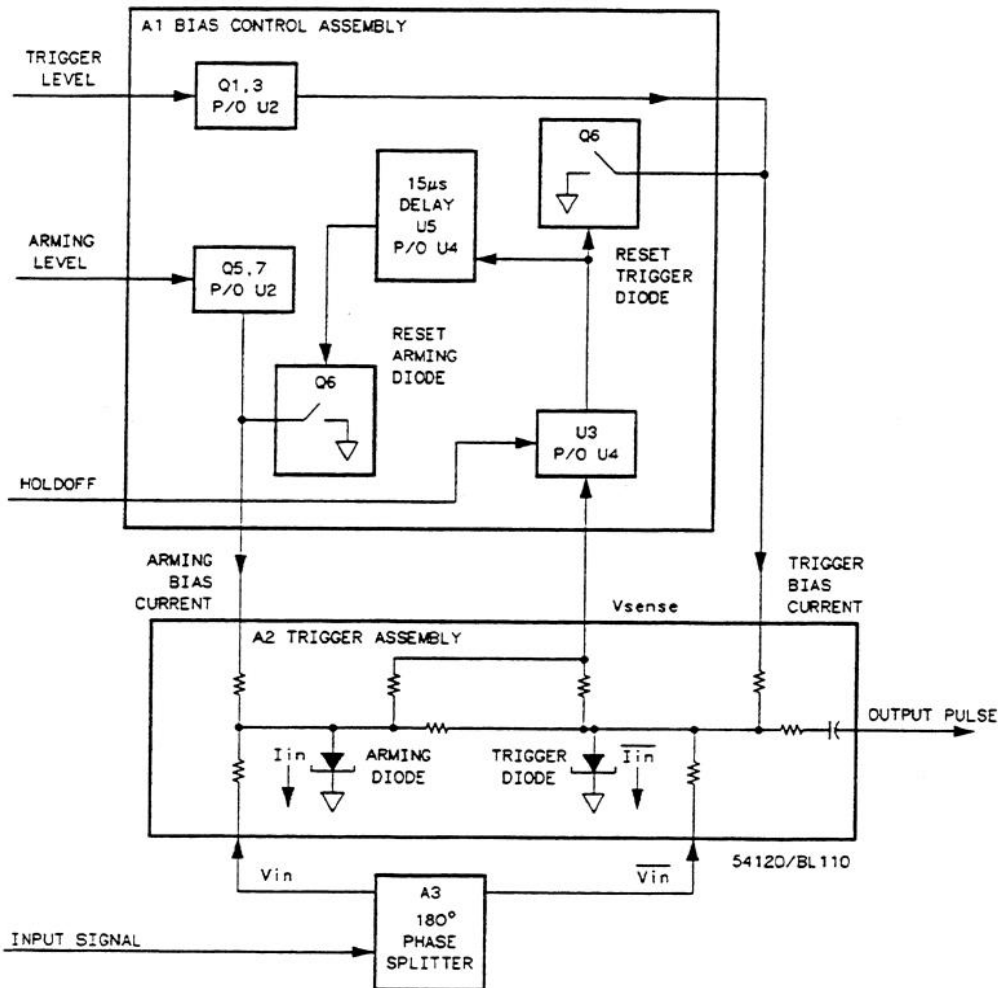 A1 BIAS CONTROL ASSEMBLY
TRIGGER
LEVEL
Q1,3
P/O U2
Q6
15µs
DELAY
U5
P/O U4
ARMING
LEVEL
Q5,7
P/O U2
RESET
TRIGGER
DIODE
RESET
ARMING
DIODE
Q6
U3
P/O U4
HOLDOFF
ARMING
BIAS
CURRENT
Vsense
TRIGGER
BIAS
CURRENT
A2 TRIGGER ASSEMBLY
OUTPUT PULSE
Iin
ARMING
DIODE
TRIGGER
DIODE
Iin
54120/BL110
Vin
Vin
A3
180°
PHASE
SPLITTER
INPUT SIGNAL